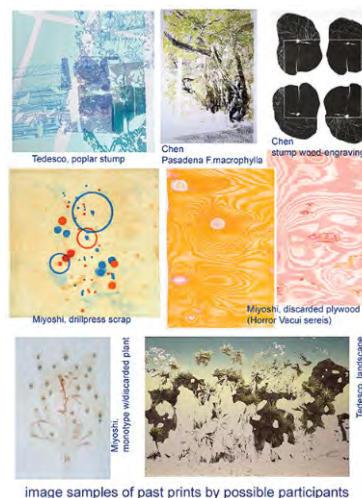 Tedesco, poplar stump
Chen
Pasadena F.macrophylla
Chen
stump wood-engraving
Miyoshi, drillpress scrap
Miyoshi, discarded plywood
(Horror Vacui sereis)
Miyoshi,
monotype w/discarded plant
Tedesco, landscape
image samples of past prints by possible participants